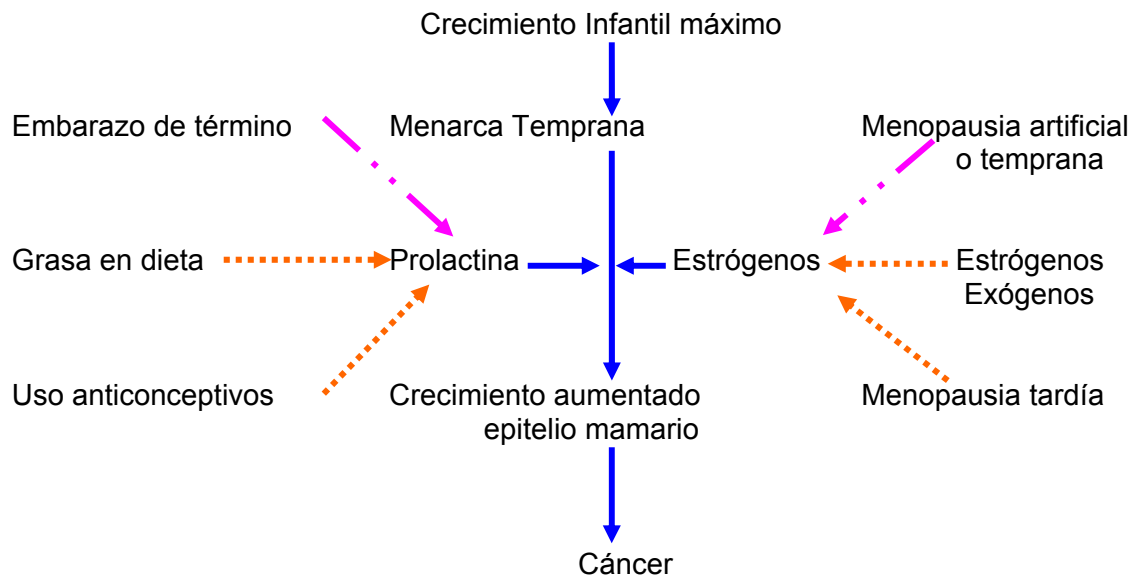 Crecimiento Infantil máximo
Embarazo de término
Menarca Temprana
Menopausia artificial
o temprana
Grasa en dieta
Prolactina
Estrógenos
Estrógenos
Exógenos
Uso anticonceptivos
Crecimiento aumentado
epitelio mamario
Menopausia tardía
Cáncer